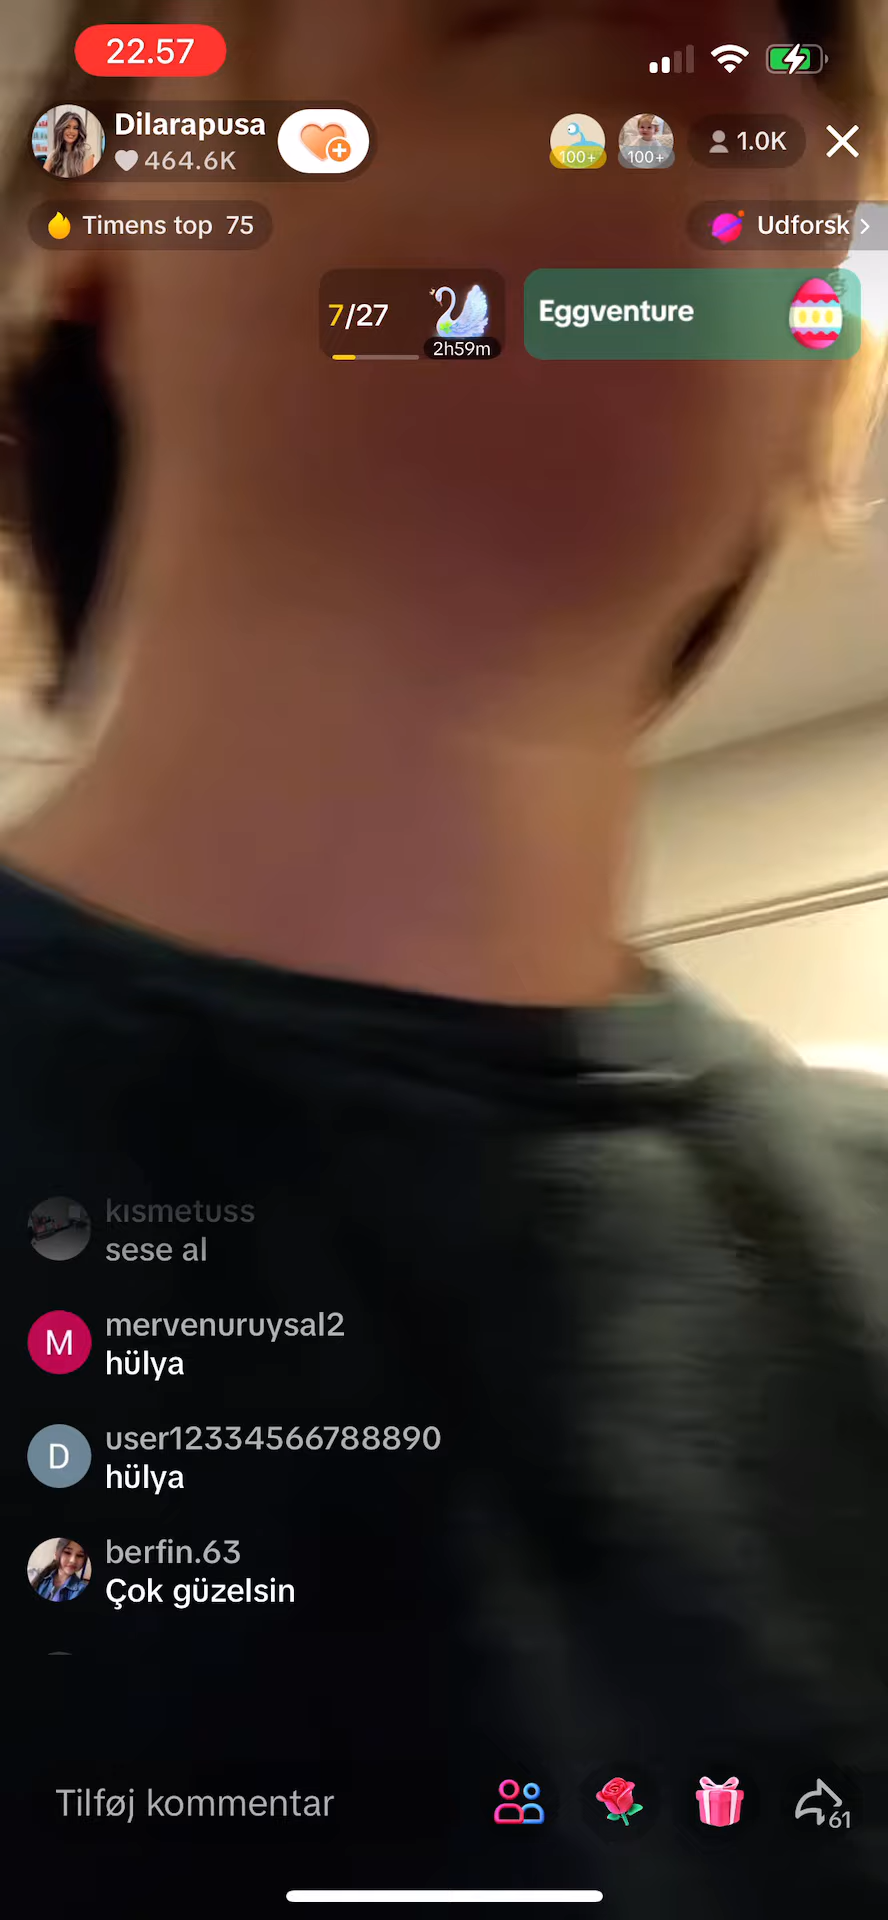 22.57
Dilarapusa
464.6K
100+
100+
1.0K
Timens top 75
Udforsk
7/27
2h59m
Eggventure
kısmetuss
sese al
M
mervenuruysal2
hülya
D
user12334566788890
hülya
berfin.63
Çok güzelsin
Tilføj kommentar
61